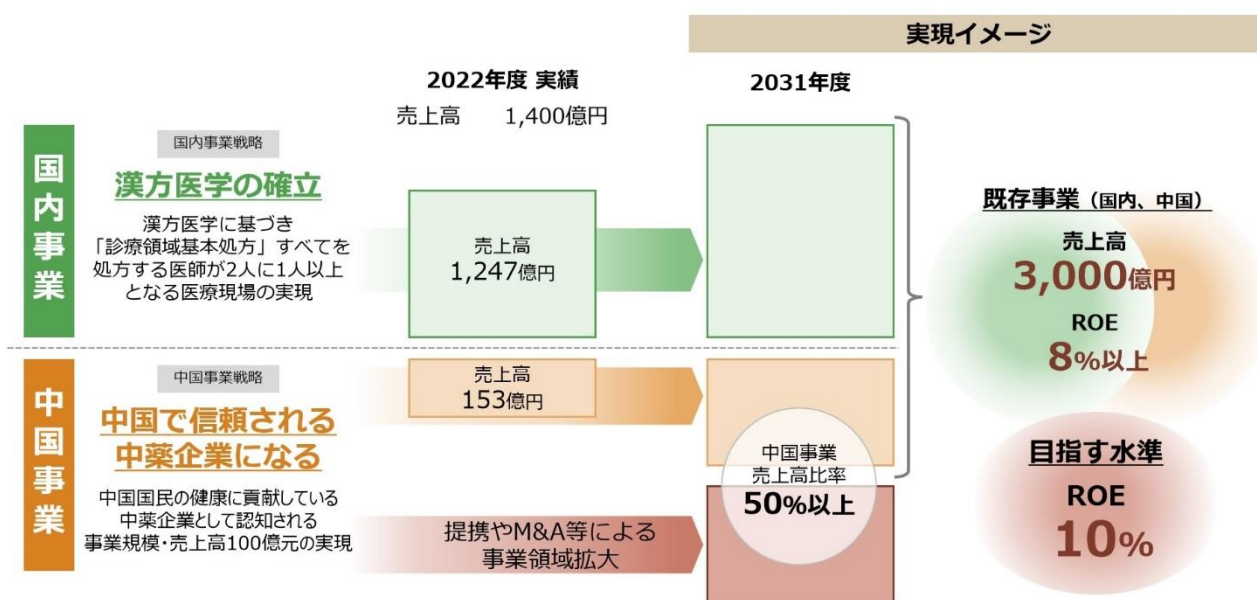 実現イメージ
2022年度 実績
売上高 1,400億円
2031年度
国内事業
国内事業戦略
漢方医学の確立
漢方医学に基づき
「診療領域基本処方」すべてを
処方する医師が2人に1人以上
となる医療現場の実現
売上高
1,247億円
中国事業
中国事業戦略
中国で信頼される
中薬企業になる
中国国民の健康に貢献している
中薬企業として認知される
事業規模・売上高100億元の実現
売上高
153億円
提携やM&A等による
事業領域拡大
中国事業
売上高比率
50%以上
既存事業（国内、中国）
売上高
3,000億円
ROE
8%以上
目指す水準
ROE
10%